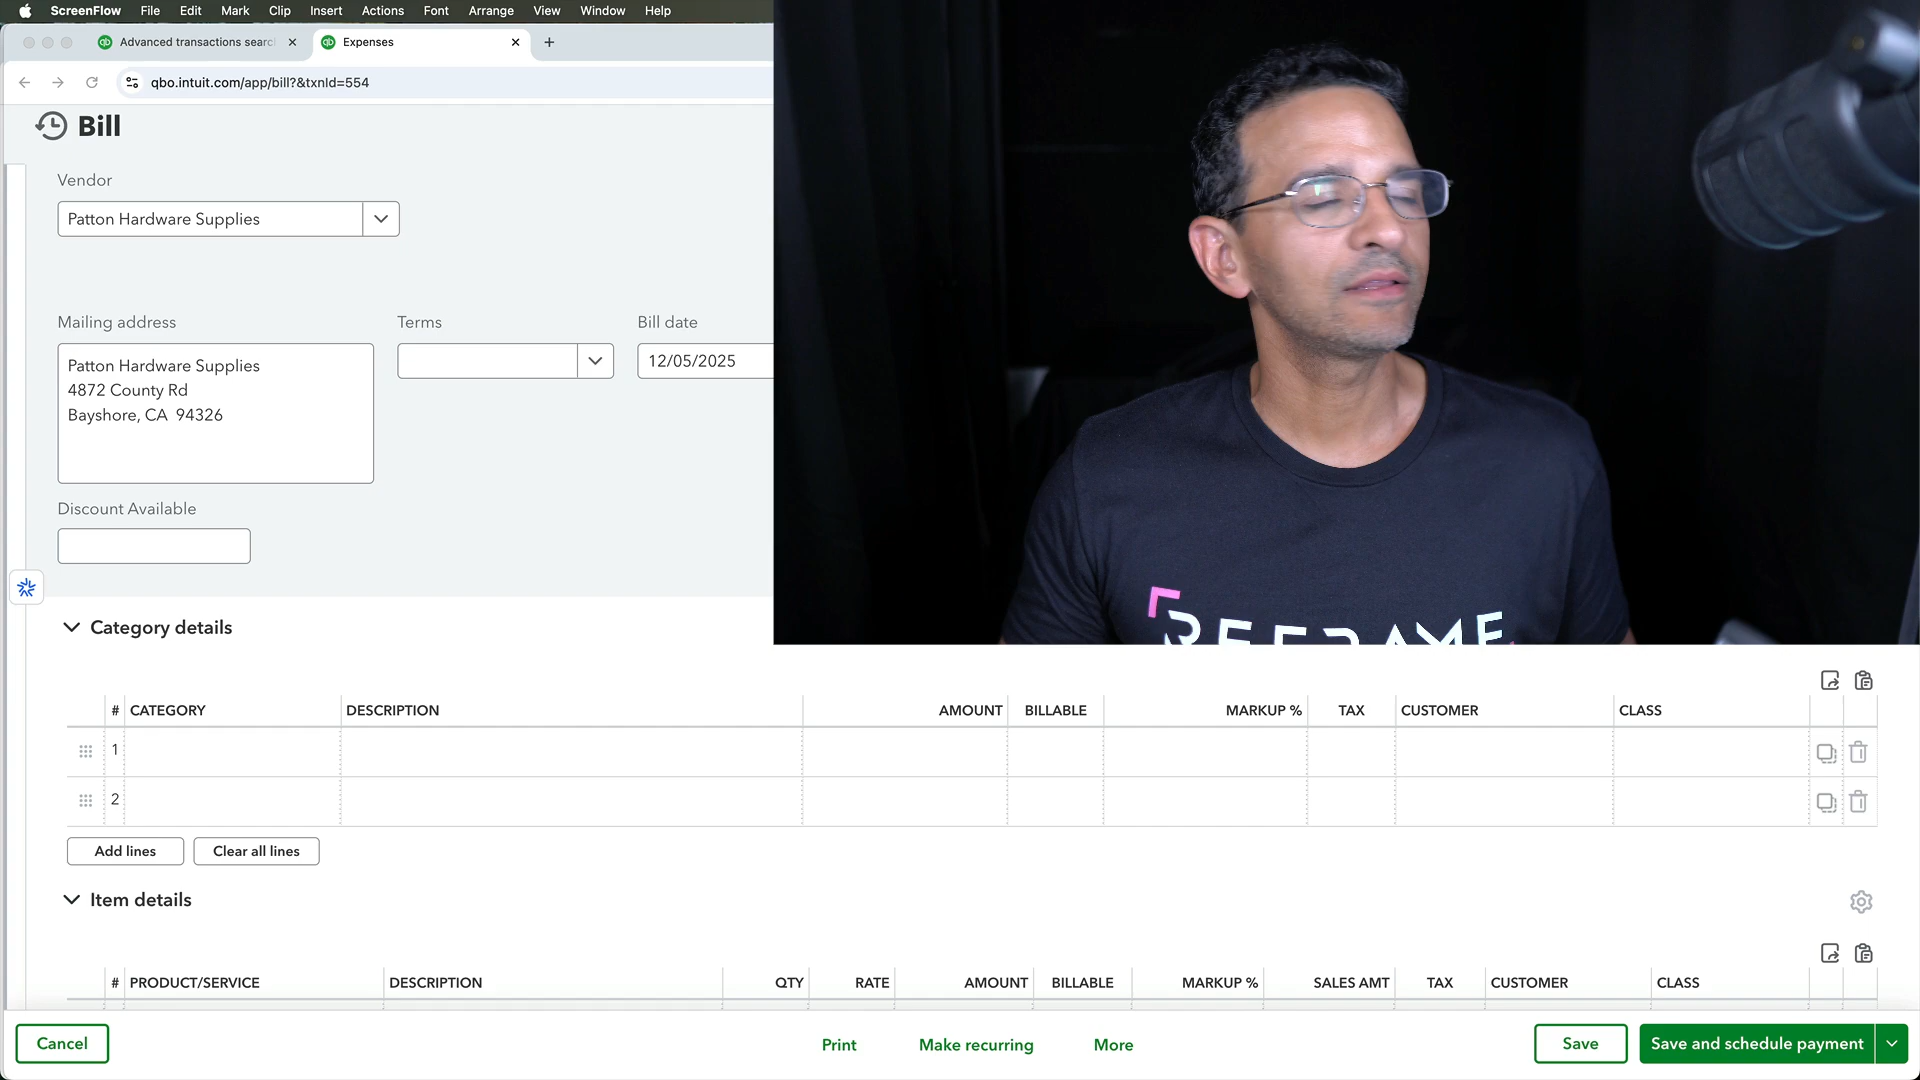 ScreenFlow File Edit Mark Clip Insert Actions Font Arrange View Window Help
Advanced transactions searc Expenses
qbo.intuit.com/app/bill?&txnId=554
Bill
Vendor
Patton Hardware Supplies
Mailing address Terms Bill date
Patton Hardware Supplies
4872 County Rd
Bayshore, CA 94326
12/05/2025
Discount Available
REFRAME
Category details
# CATEGORY DESCRIPTION AMOUNT BILLABLE MARKUP % TAX CUSTOMER CLASS
1
2
Add lines Clear all lines
Item details
# PRODUCT/SERVICE DESCRIPTION QTY RATE AMOUNT BILLABLE MARKUP % SALES AMT TAX CUSTOMER CLASS
Cancel Print Make recurring More Save Save and schedule payment